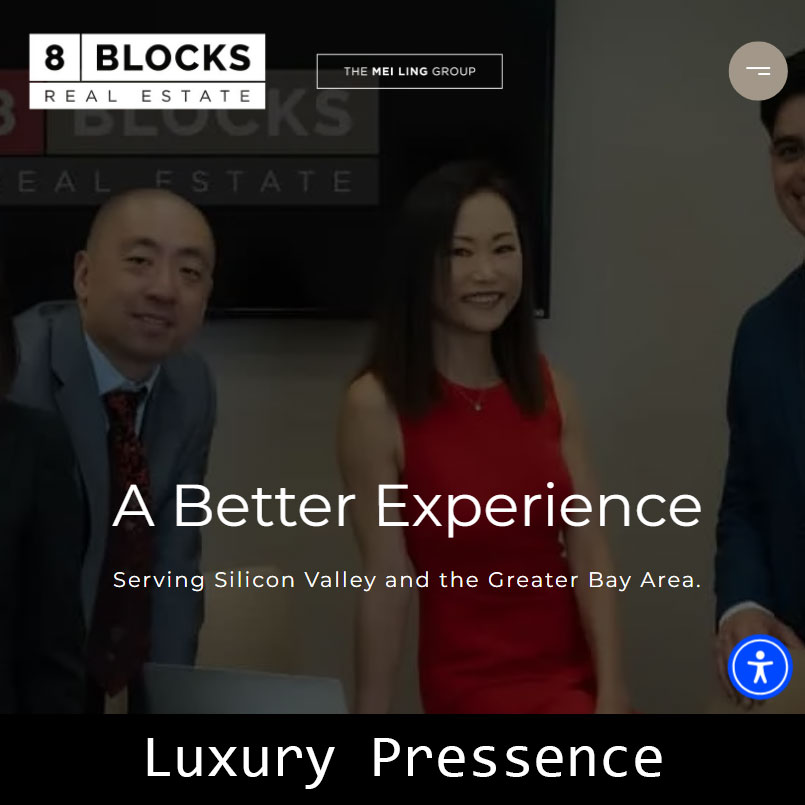 8 BLOCKS
REAL ESTATE
THE MEI LING GROUP
8 BLOCKS
REAL ESTATE
A Better Experience
Serving Silicon Valley and the Greater Bay Area.
Luxury Pressence